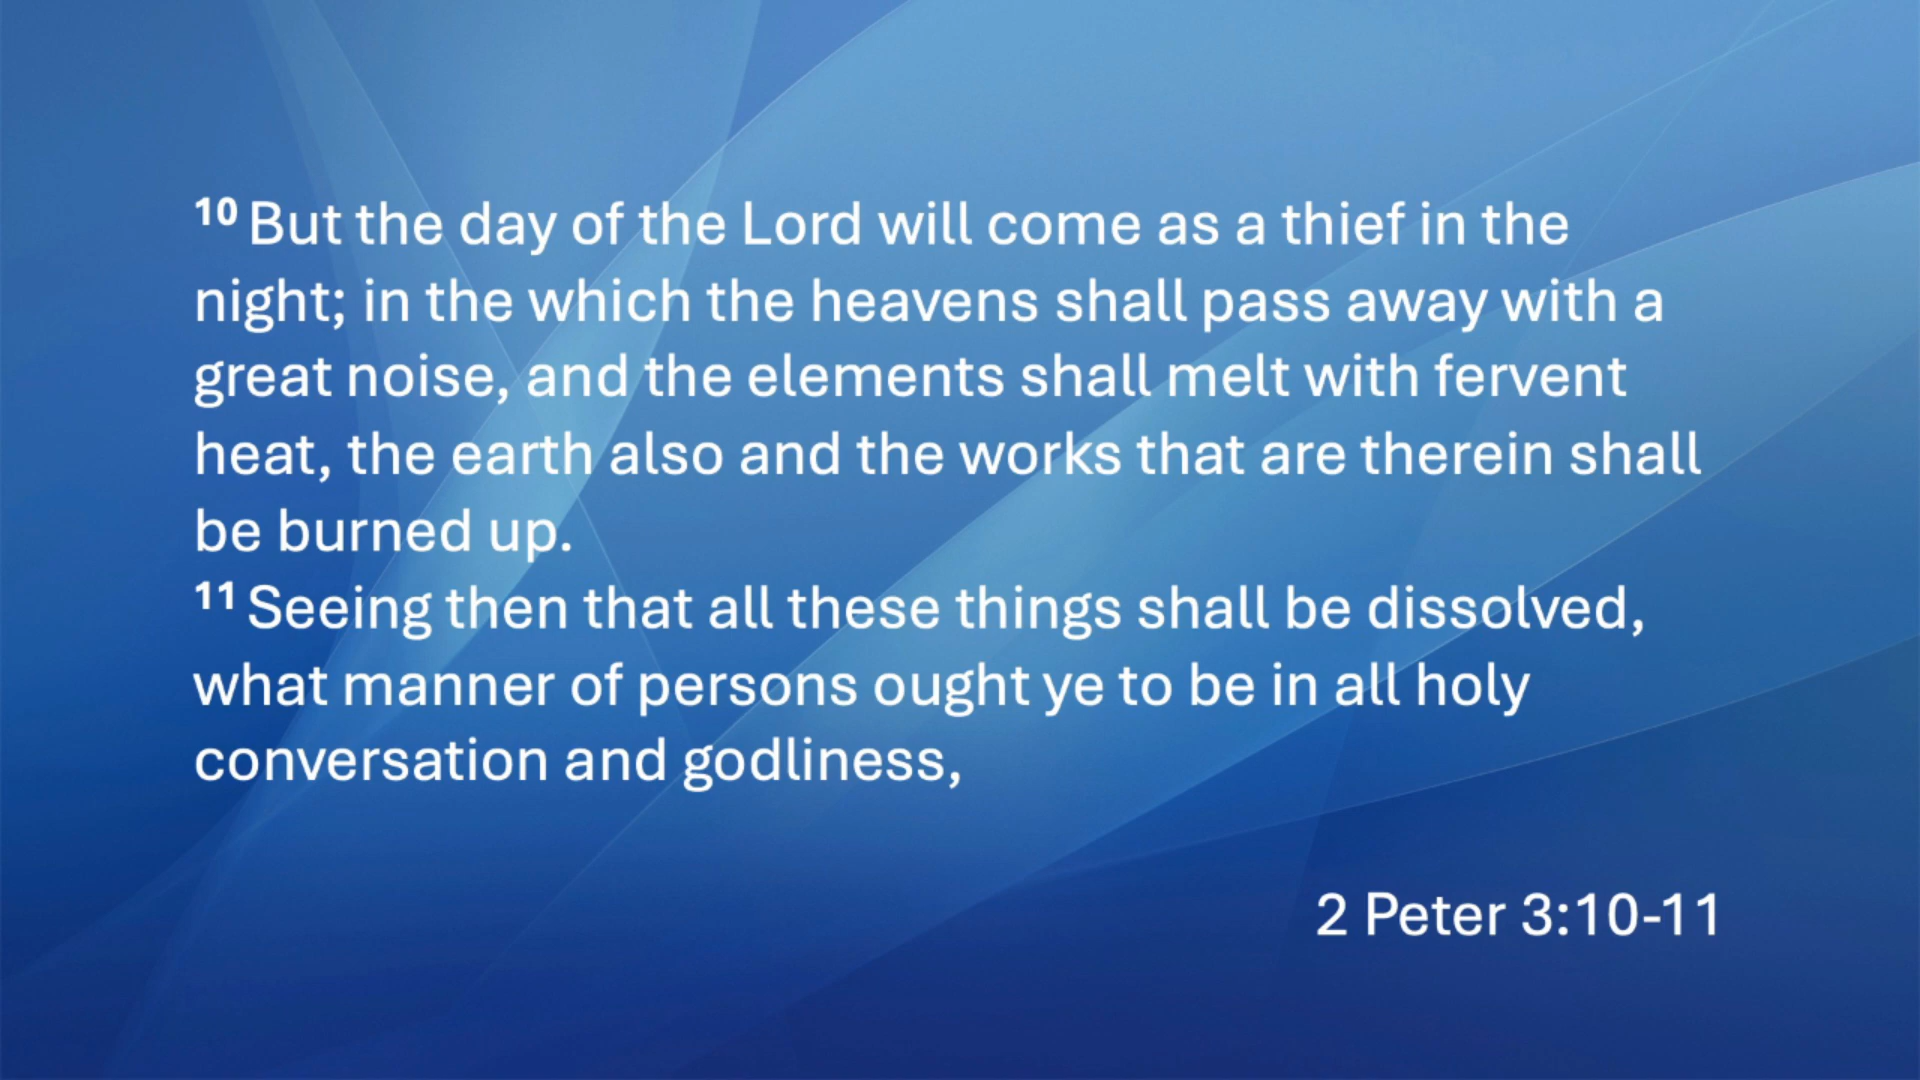 10 But the day of the Lord will come as a thief in the
night; in the which the heavens shall pass away with a
great noise, and the elements shall melt with fervent
heat, the earth also and the works that are therein shall
be burned up.
11 Seeing then that all these things shall be dissolved,
what manner of persons ought ye to be in all holy
conversation and godliness,
2 Peter 3:10-11